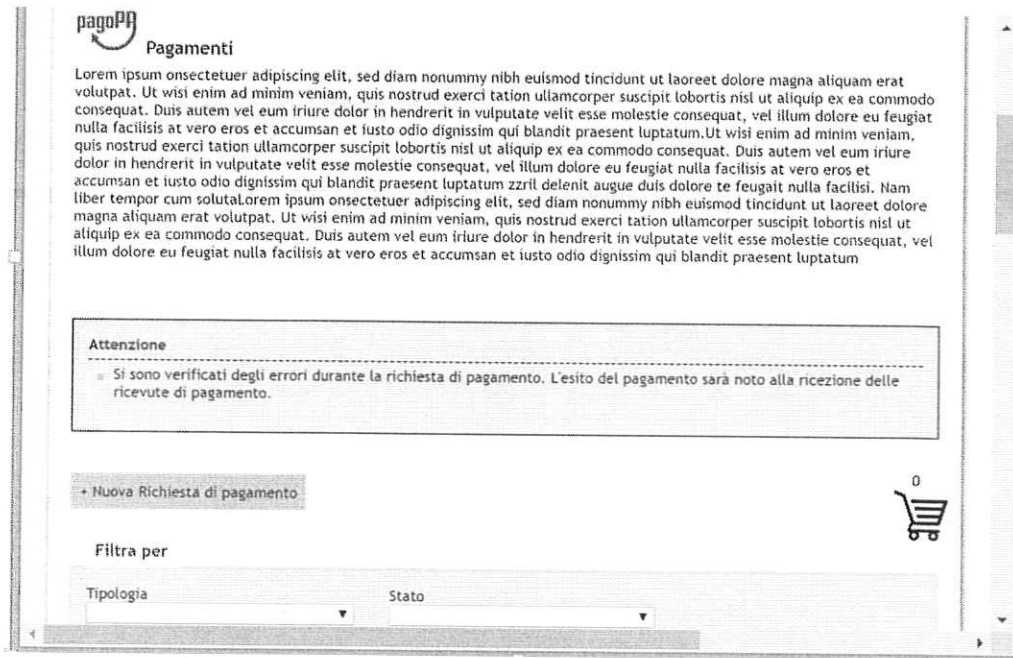 pagoPA
Pagamenti
Lorem ipsum onsectetuer adipiscing elit, sed diam nonummy nibh euismod tincidunt ut laoreet dolore magna aliquam erat
volutpat. Ut wisi enim ad minim veniam, quis nostrud exerci tation ullamcorper suscipit lobortis nisl ut aliquip ex ea commodo
consequat. Duis autem vel eum iriure dolor in hendrerit in vulputate velit esse molestie consequat, vel illum dolore eu feugiat
nulla facilisis at vero eros et accumsan et iusto odio dignissim qui blandit praesent luptatum.Ut wisi enim ad minim veniam,
quis nostrud exerci tation ullamcorper suscipit lobortis nisl ut aliquip ex ea commodo consequat. Duis autem vel eum iriure
dolor in hendrerit in vulputate velit esse molestie consequat, vel illum dolore eu feugiat nulla facilisis at vero eros et
accumsan et iusto odio dignissim qui blandit praesent luptatum zzril delenit augue duis dolore te feugait nulla facilisi. Nam
liber tempor cum solutaLorem ipsum onsectetuer adipiscing elit, sed diam nonummy nibh euismod tincidunt ut laoreet dolore
magna aliquam erat volutpat. Ut wisi enim ad minim veniam, quis nostrud exerci tation ullamcorper suscipit lobortis nisl ut
aliquip ex ea commodo consequat. Duis autem vel eum iriure dolor in hendrerit in vulputate velit esse molestie consequat, vel
illum dolore eu feugiat nulla facilisis at vero eros et accumsan et iusto odio dignissim qui blandit praesent luptatum
Attenzione
Si sono verificati degli errori durante la richiesta di pagamento. L'esito del pagamento sarà noto alla ricezione delle
ricevute di pagamento.
+ Nuova Richiesta di pagamento
0
Filtra per
Tipologia
Stato